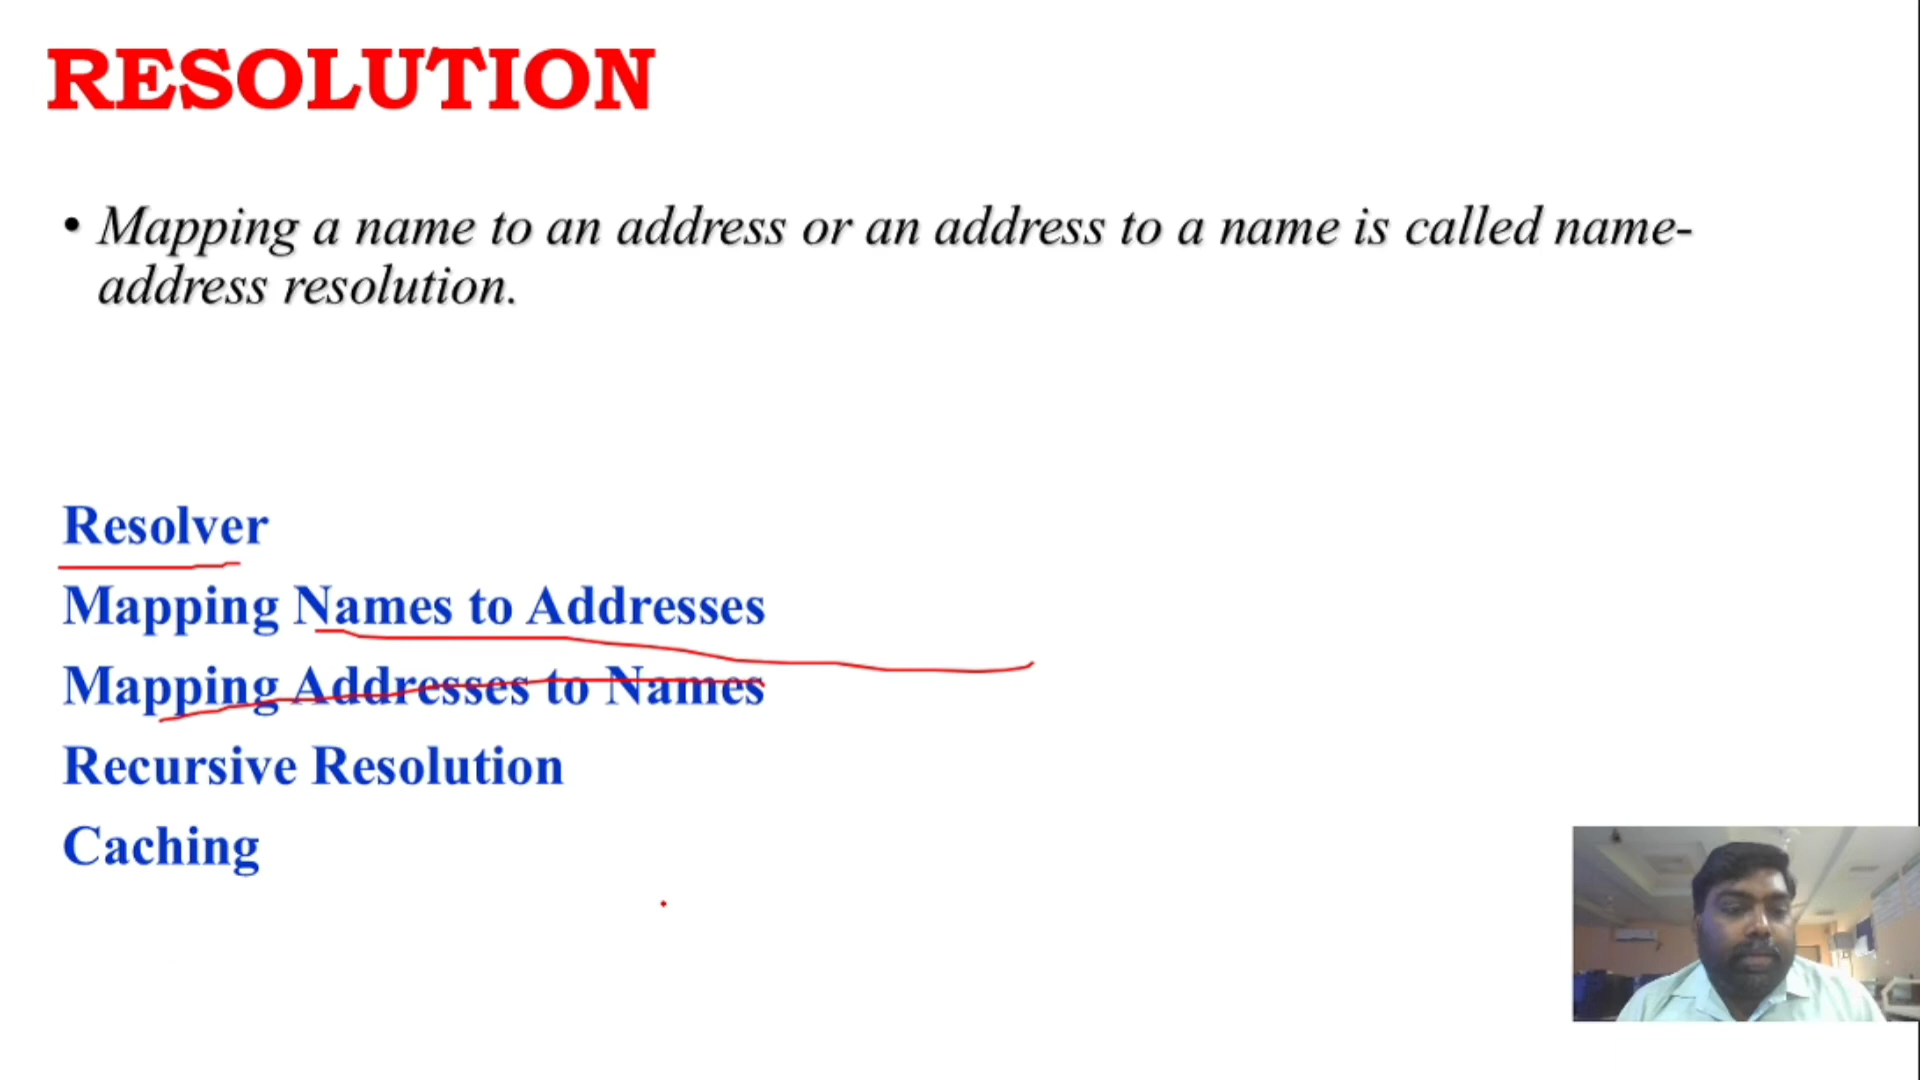 RESOLUTION
• Mapping a name to an address or an address to a name is called name-
address resolution.
Resolver
Mapping Names to Addresses
Mapping Addresses to Names
Recursive Resolution
Caching